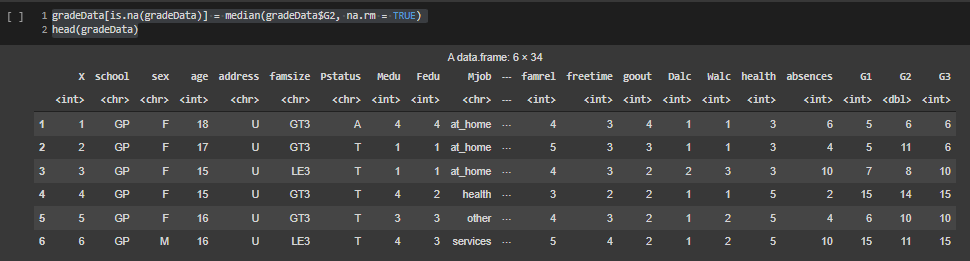 [ ] 1 gradeData[is.na(gradeData)] = median(gradeData$G2, na.rm = TRUE)
2 head(gradeData)
A data.frame: 6 × 34
X school sex age address famsize Pstatus Medu Fedu Mjob ⋯ famrel freetime goout Dalc Walc health absences G1 G2 G3
<int> <chr> <chr> <int> <chr> <chr> <chr> <int> <int> <chr> ⋯ <int> <int> <int> <int> <int> <int> <int> <int> <dbl> <int>
1 1 GP F 18 U GT3 A 4 4 at_home ⋯ 4 3 4 1 1 3 6 5 6 6
2 2 GP F 17 U GT3 T 1 1 at_home ⋯ 5 3 3 1 1 3 4 5 11 6
3 3 GP F 15 U LE3 T 1 1 at_home ⋯ 4 3 2 2 3 3 10 7 8 10
4 4 GP F 15 U GT3 T 4 2 health ⋯ 3 2 2 1 1 5 2 15 14 15
5 5 GP F 16 U GT3 T 3 3 other ⋯ 4 3 2 1 2 5 4 6 10 10
6 6 GP M 16 U LE3 T 4 3 services ⋯ 5 4 2 1 2 5 10 15 11 15